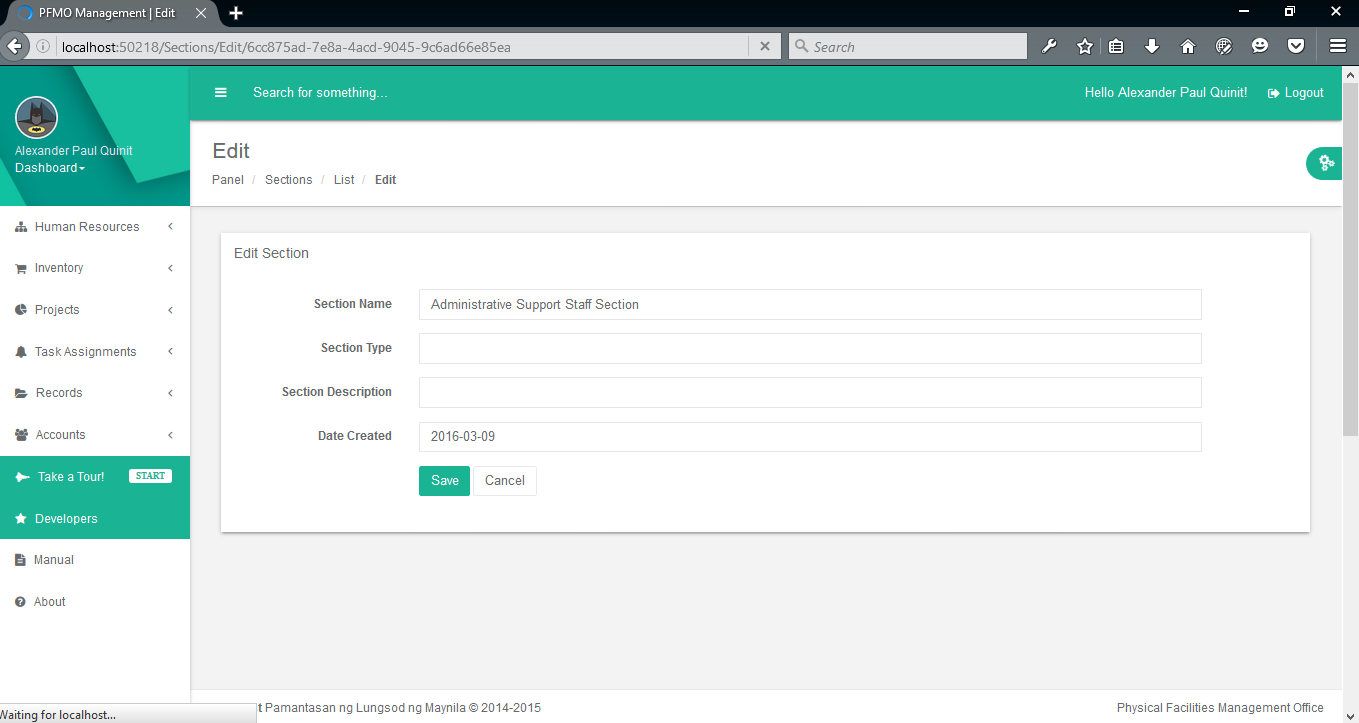 PFMO Management | Edit
localhost:50218/Sections/Edit/6cc875ad-7e8a-4acd-9045-9c6ad66e85ea
Search
Search for something...
Hello Alexander Paul Quinit!
Logout
Alexander Paul Quinit
Dashboard
Edit
Panel / Sections / List / Edit
Human Resources
Inventory
Projects
Task Assignments
Records
Accounts
Take a Tour! START
Developers
Manual
About
Edit Section
Section Name
Administrative Support Staff Section
Section Type
Section Description
Date Created
2016-03-09
Save
Cancel
Waiting for localhost...
t Pamantasan ng Lungsod ng Maynila © 2014-2015
Physical Facilities Management Office